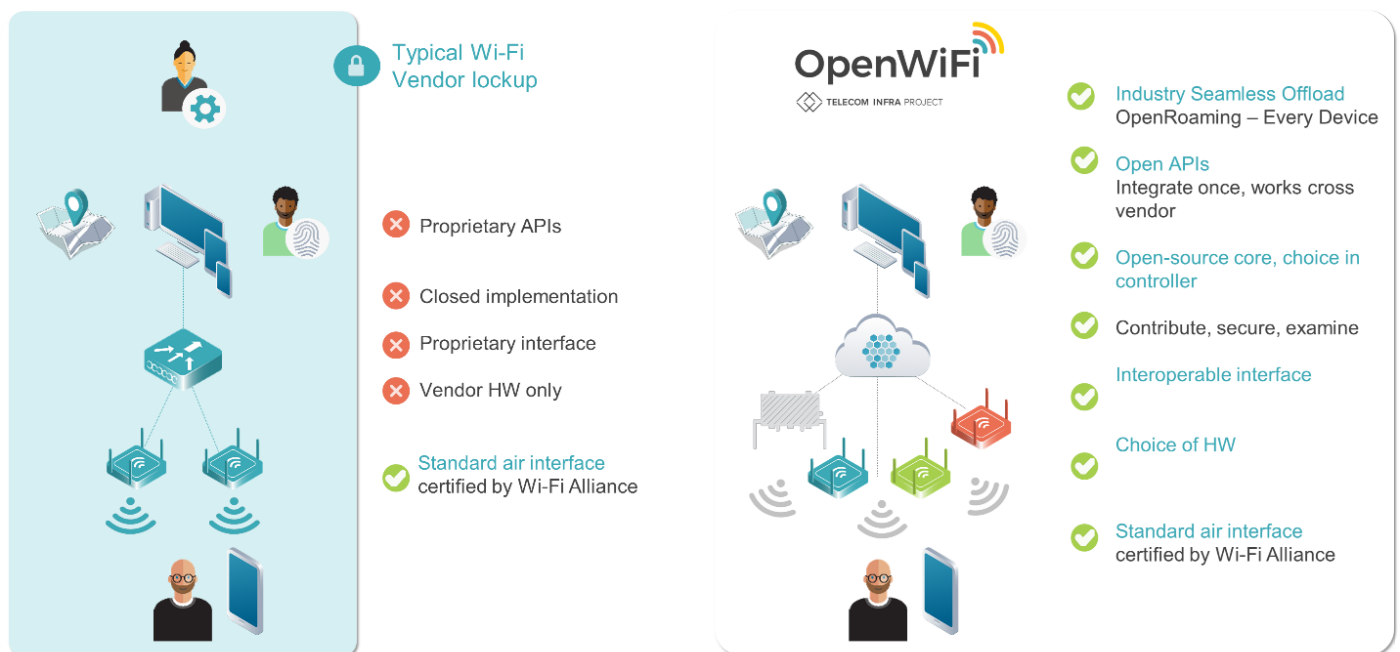 Typical Wi-Fi
Vendor lockup
Proprietary APIs
Closed implementation
Proprietary interface
Vendor HW only
Standard air interface
certified by Wi-Fi Alliance
OpenWiFi
TELECOM INFRA PROJECT
Industry Seamless Offload
OpenRoaming – Every Device
Open APIs
Integrate once, works cross
vendor
Open-source core, choice in
controller
Contribute, secure, examine
Interoperable interface
Choice of HW
Standard air interface
certified by Wi-Fi Alliance